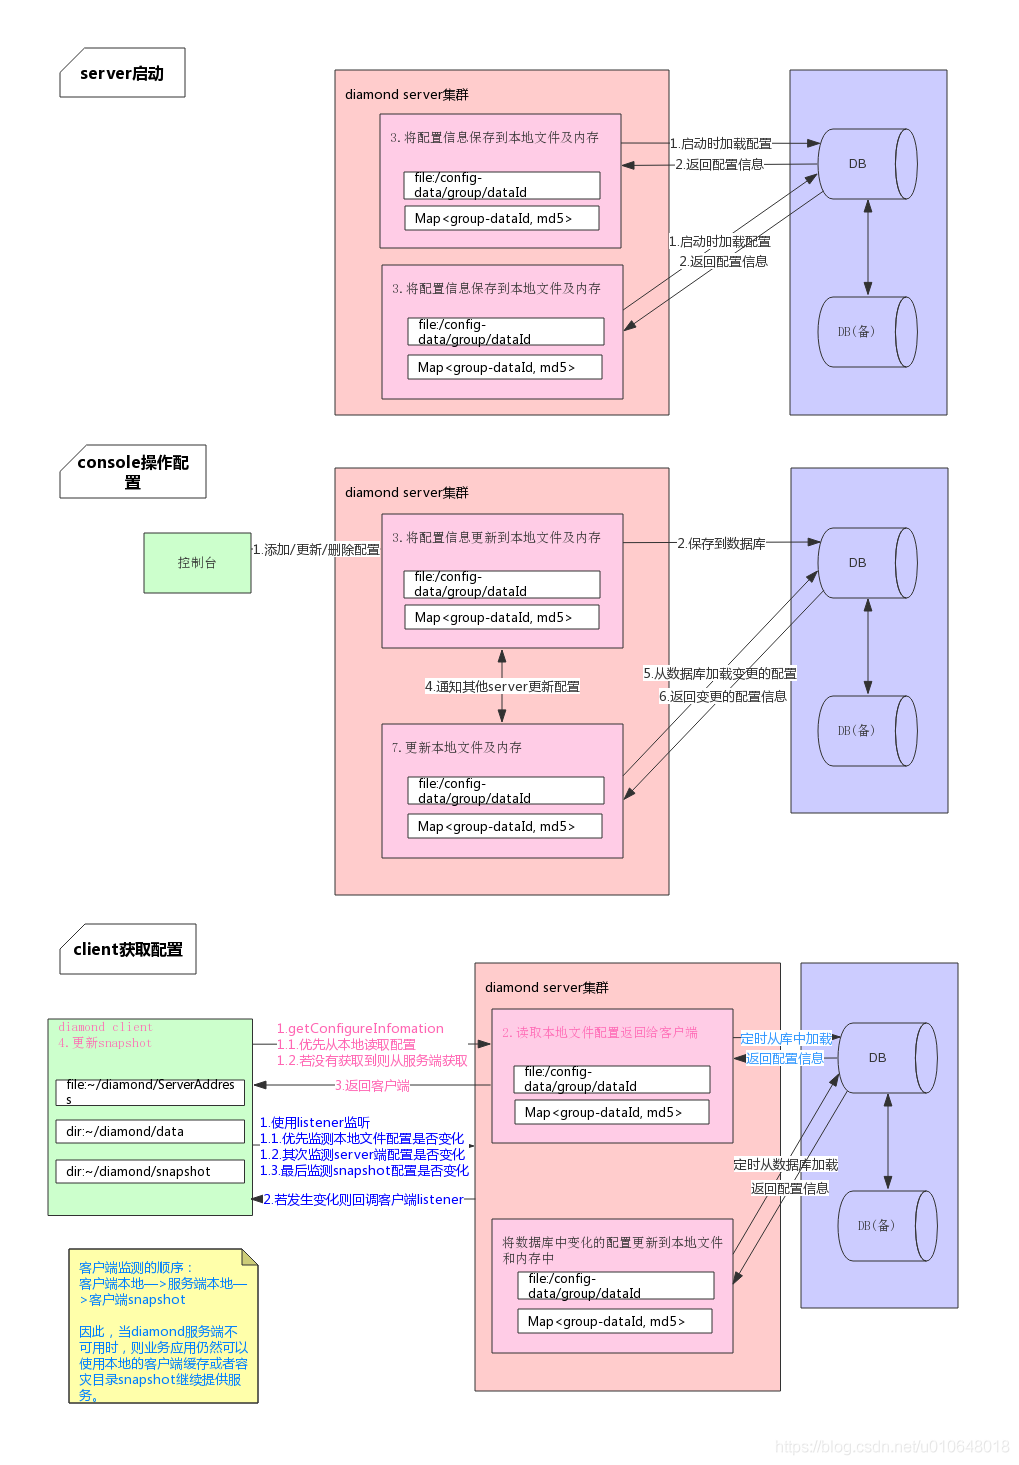 server启动
diamond server集群
3.将配置信息保存到本地文件及内存
file:/config-
data/group/dataId
Map<group-dataId, md5>
1.启动时加载配置
2.返回配置信息
DB
3.将配置信息保存到本地文件及内存
file:/config-
data/group/dataId
Map<group-dataId, md5>
1.启动时加载配置
2.返回配置信息
DB(备)
console操作配
置
控制台
1.添加/更新/删除配置
diamond server集群
3.将配置信息更新到本地文件及内存
file:/config-
data/group/dataId
Map<group-dataId, md5>
2.保存到数据库
DB
4.通知其他server更新配置
5.从数据库加载变更的配置
6.返回变更的配置信息
7.更新本地文件及内存
file:/config-
data/group/dataId
Map<group-dataId, md5>
DB(备)
client获取配置
diamond client
4.更新snapshot
file:~/diamond/ServerAddres
s
dir:~/diamond/data
dir:~/diamond/snapshot
1.getConfigureInfomation
1.1.优先从本地读取配置
1.2.若没有获取到则从服务端获取
3.返回客户端
1.使用listener监听
1.1.优先监测本地文件配置是否变化
1.2.其次监测server端配置是否变化
1.3.最后监测snapshot配置是否变化
2.若发生变化则回调客户端listener
diamond server集群
2.读取本地文件配置返回给客户端
file:/config-
data/group/dataId
Map<group-dataId, md5>
定时从库中加载
返回配置信息
DB
定时从数据库加载
返回配置信息
将数据库中变化的配置更新到本地文件
和内存中
file:/config-
data/group/dataId
Map<group-dataId, md5>
DB(备)
客户端监测的顺序：
客户端本地—>服务端本地—
>客户端snapshot
因此，当diamond服务端不
可用时，则业务应用仍然可以
使用本地的客户端缓存或者容
灾目录snapshot继续提供服
务。
https://blog.csdn.net/u010648018